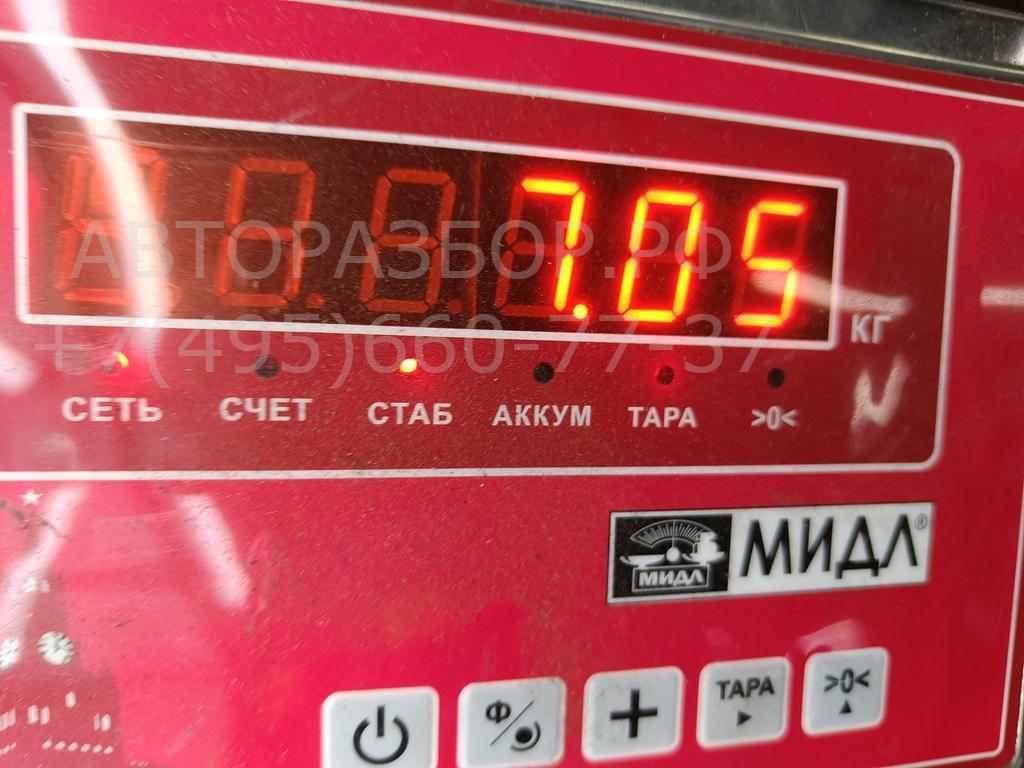 7.05
КГ
АВТОРАЗБОР.РФ
+7(495)660-77-37
СЕТЬ СЧЕТ СТАБ АККУМ ТАРА >0<
МИДЛ МИДЛ®
Ф ТАРА >0<